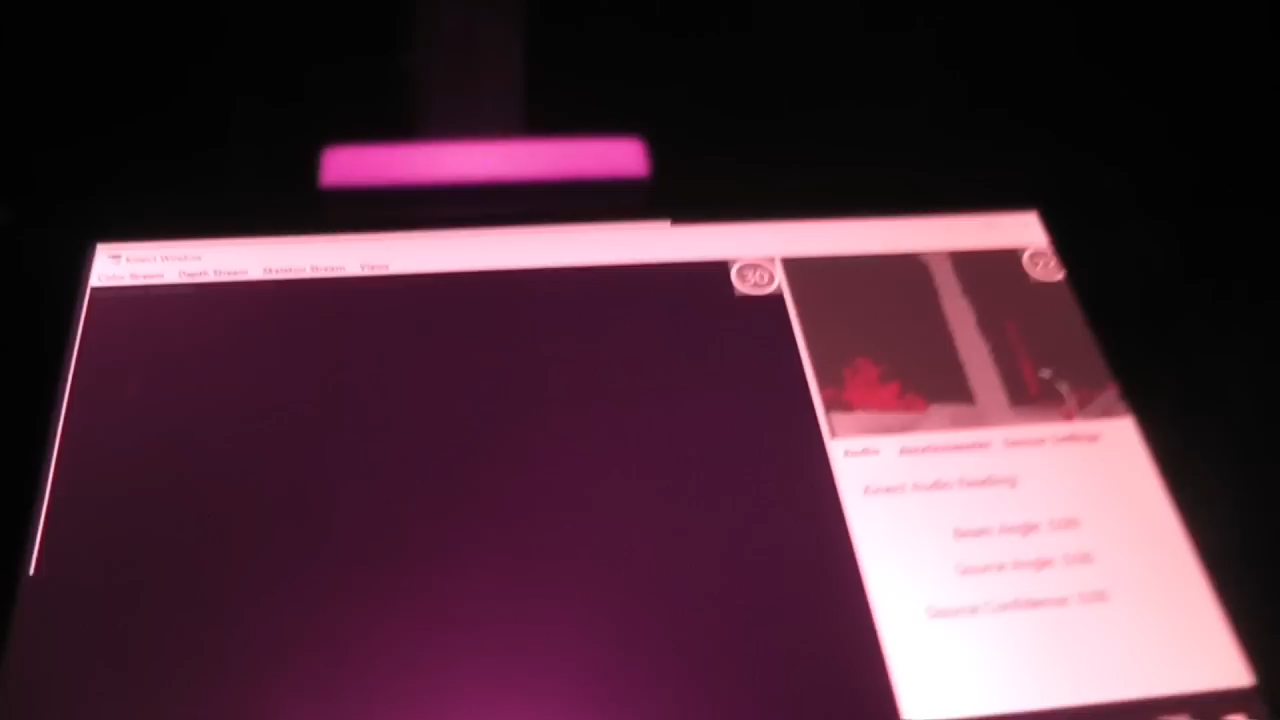 Kinect Window
Color Stream Depth Stream Skeleton Stream Views
30
Audio Accelerometer Sensor Settings
Kinect Audio Reading
Beam Angle: 0.00
Source Angle: 0.00
Source Confidence: 0.00